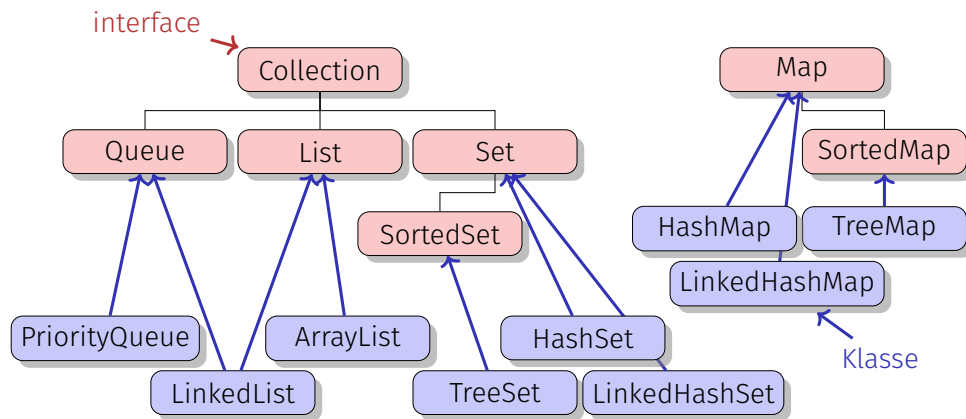 interface
Collection
Map
Queue
List
Set
SortedMap
SortedSet
HashMap
TreeMap
LinkedHashMap
PriorityQueue
ArrayList
HashSet
Klasse
LinkedList
TreeSet
LinkedHashSet